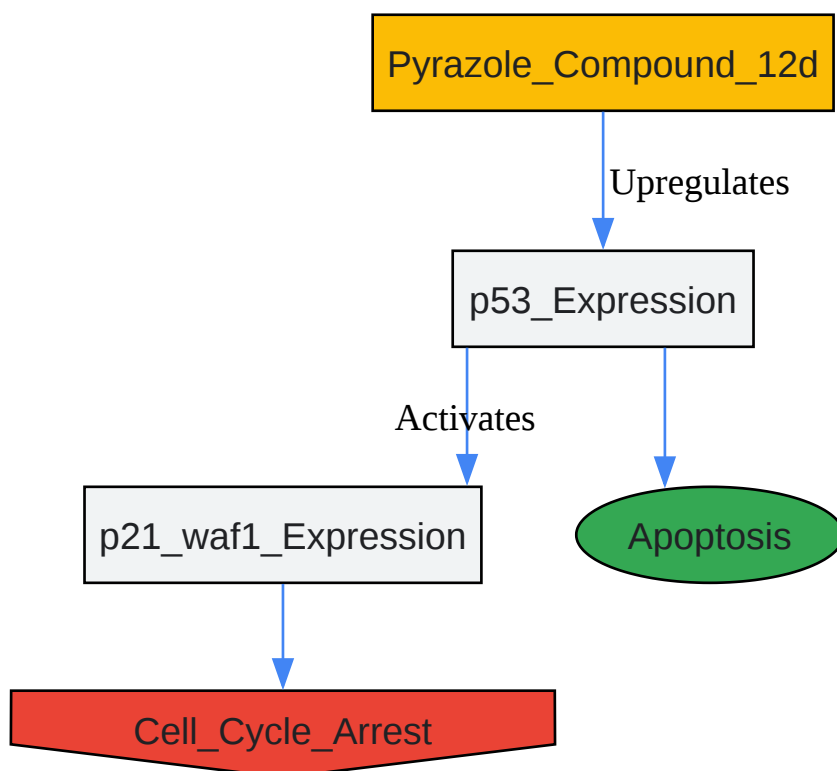 Pyrazole_Compound_12d
Upregulates
p53_Expression
Activates
p21_waf1_Expression
Apoptosis
Cell_Cycle_Arrest